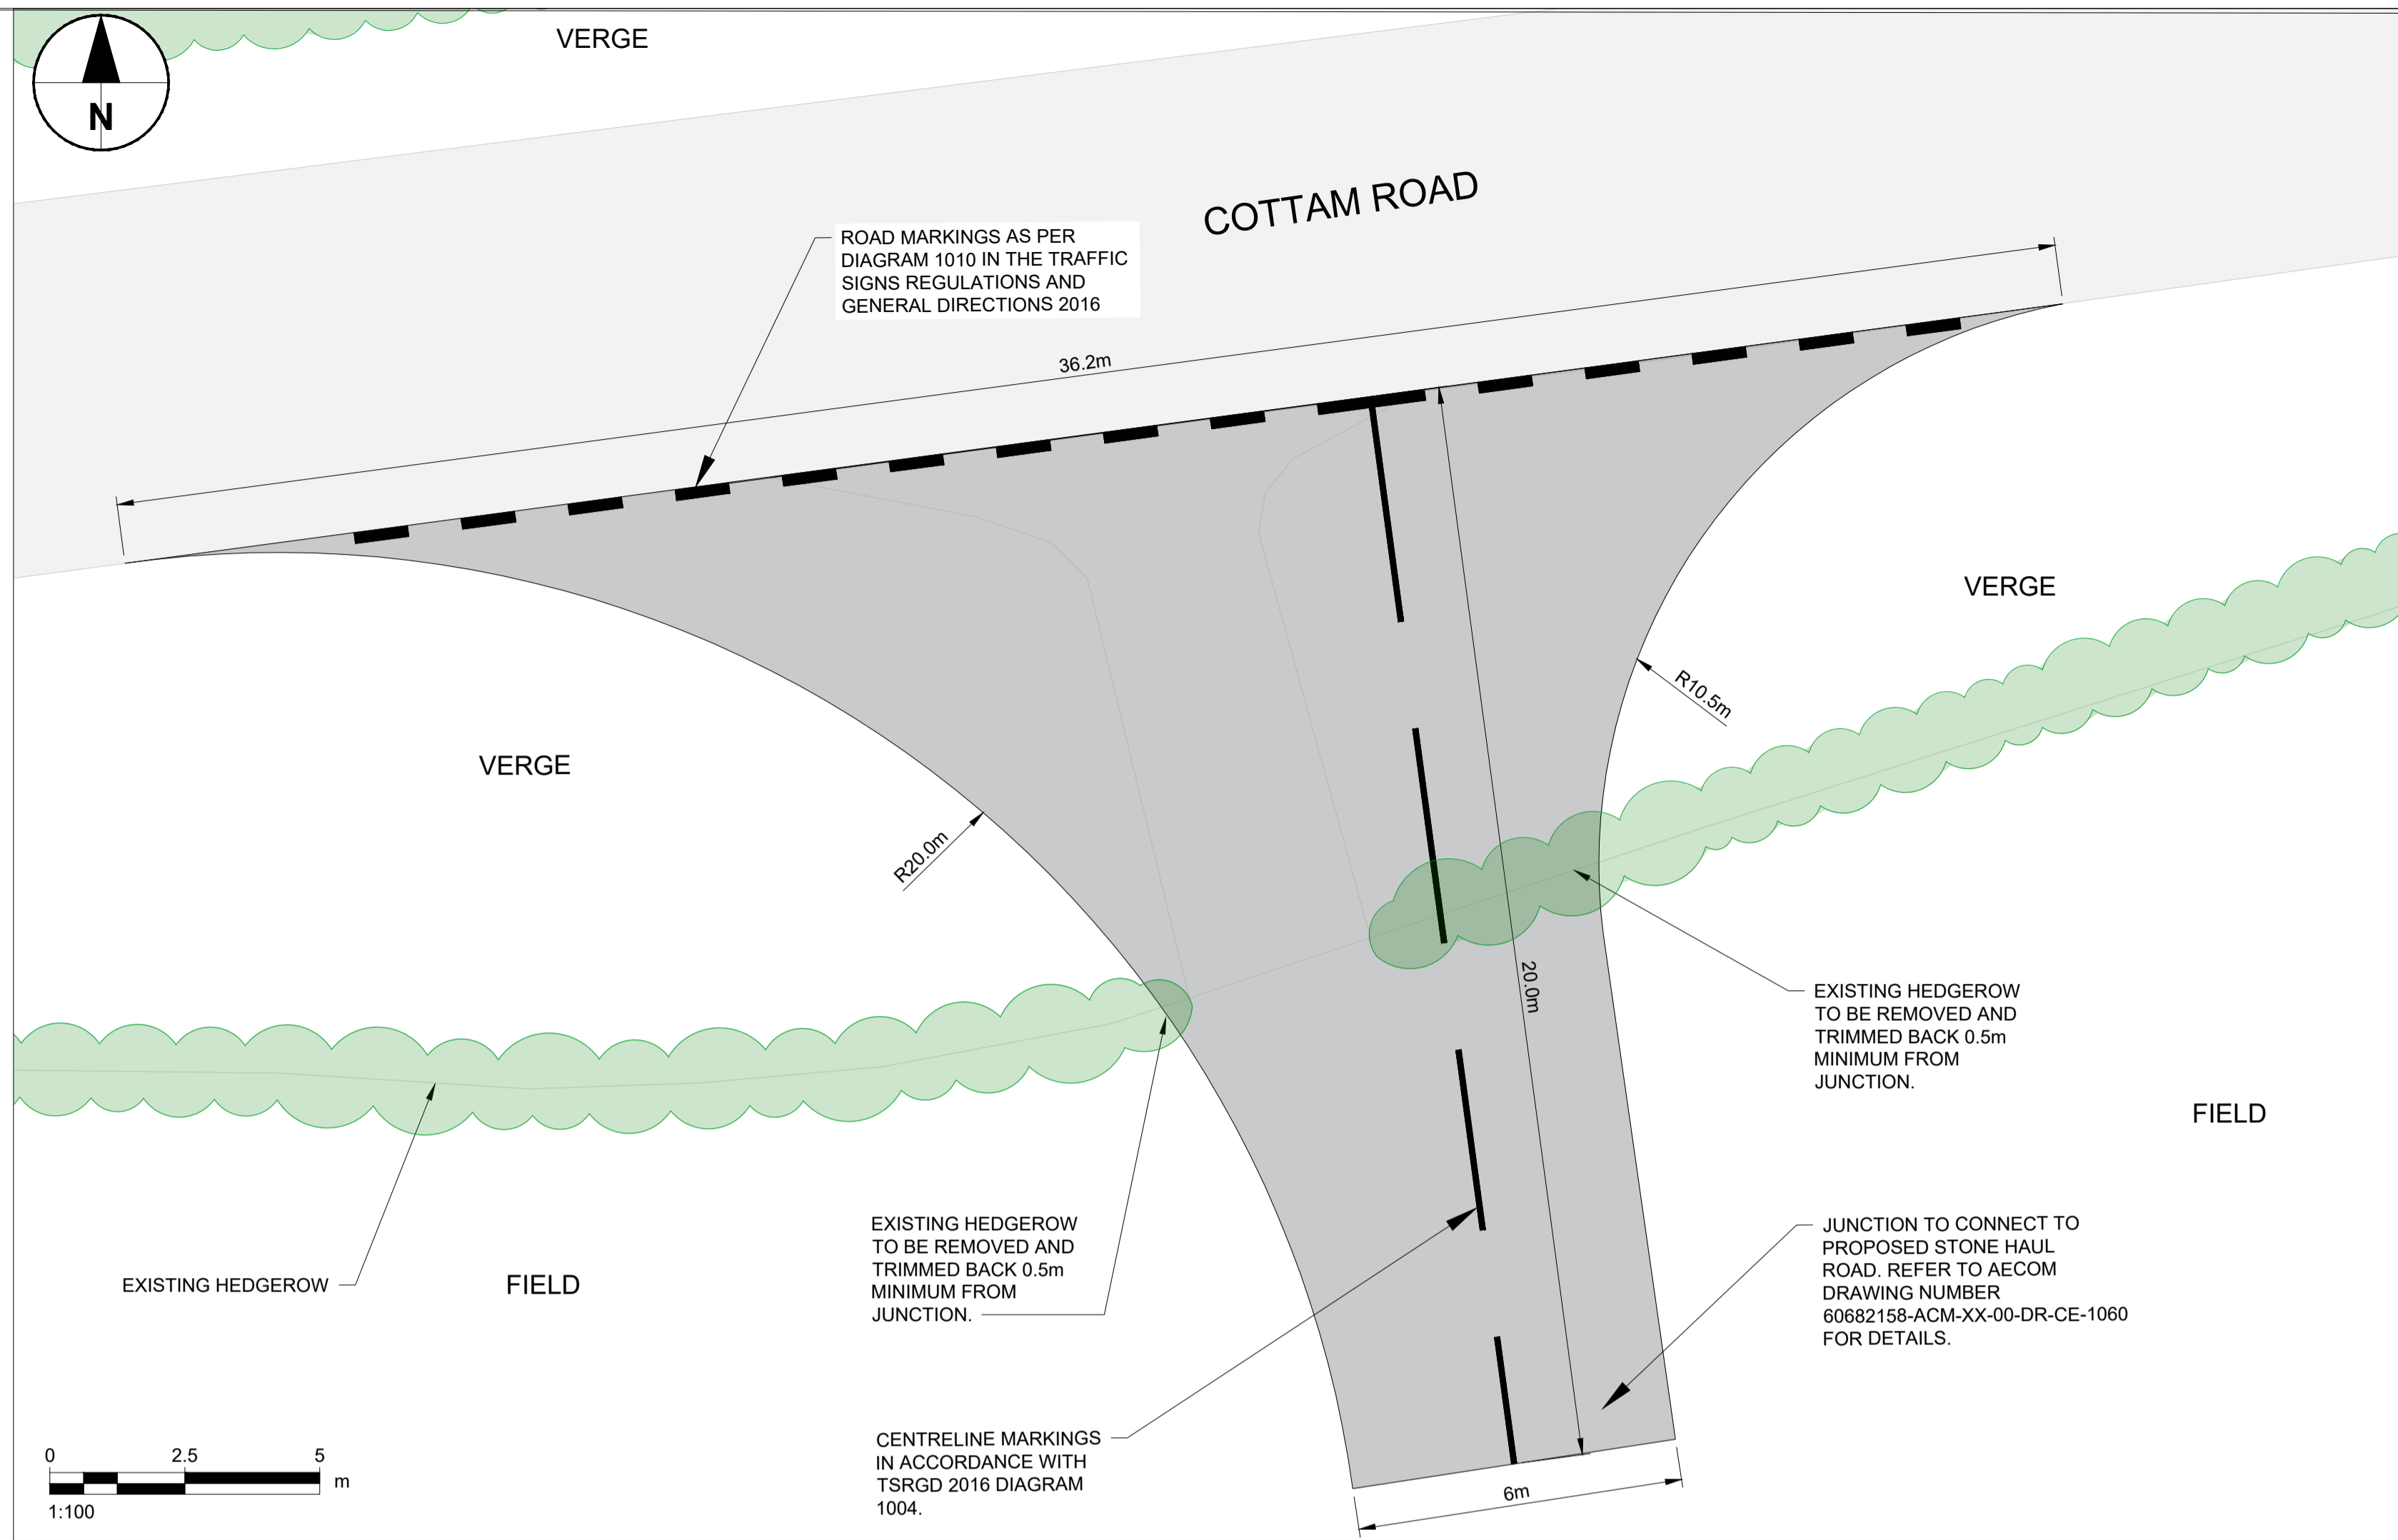 VERGE
N
COTTAM ROAD
ROAD MARKINGS AS PER
DIAGRAM 1010 IN THE TRAFFIC
SIGNS REGULATIONS AND
GENERAL DIRECTIONS 2016
36.2m
VERGE
R10.5m
VERGE
R20.0m
20.0m
EXISTING HEDGEROW
TO BE REMOVED AND
TRIMMED BACK 0.5m
MINIMUM FROM
JUNCTION.
FIELD
EXISTING HEDGEROW
TO BE REMOVED AND
TRIMMED BACK 0.5m
MINIMUM FROM
JUNCTION.
JUNCTION TO CONNECT TO
PROPOSED STONE HAUL
ROAD. REFER TO AECOM
DRAWING NUMBER
60682158-ACM-XX-00-DR-CE-1060
FOR DETAILS.
EXISTING HEDGEROW
FIELD
CENTRELINE MARKINGS
IN ACCORDANCE WITH
TSRGD 2016 DIAGRAM
1004.
0 2.5 5
m
1:100
6m